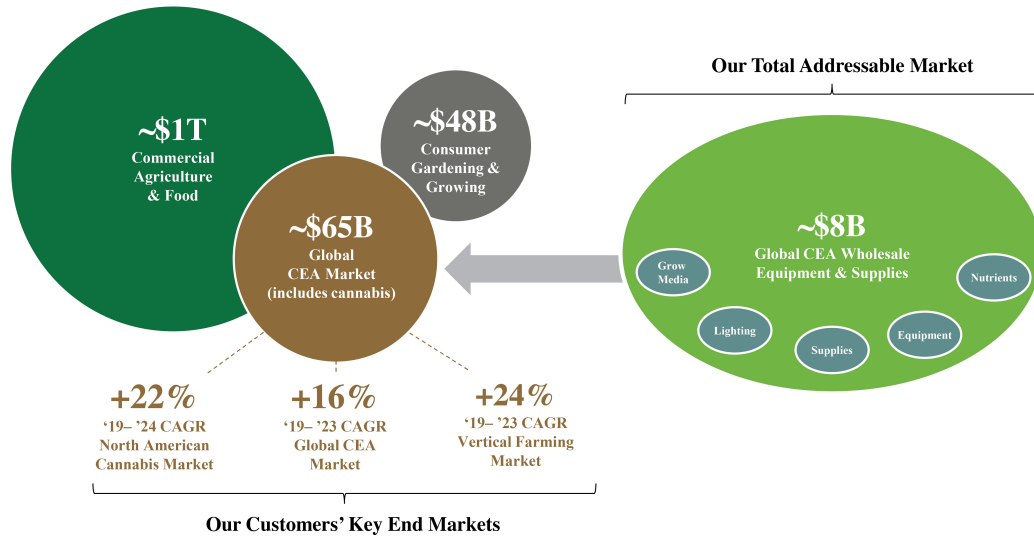 ~$1T
Commercial
Agriculture
& Food
~$48B
Consumer
Gardening &
Growing
~$65B
Global
CEA Market
(includes cannabis)
+22%
‘19– ’24 CAGR
North American
Cannabis Market
+16%
‘19– ’23 CAGR
Global CEA
Market
+24%
‘19– ’23 CAGR
Vertical Farming
Market
Our Customers’ Key End Markets
Our Total Addressable Market
~$8B
Global CEA Wholesale
Equipment & Supplies
Grow
Media
Lighting
Supplies
Equipment
Nutrients